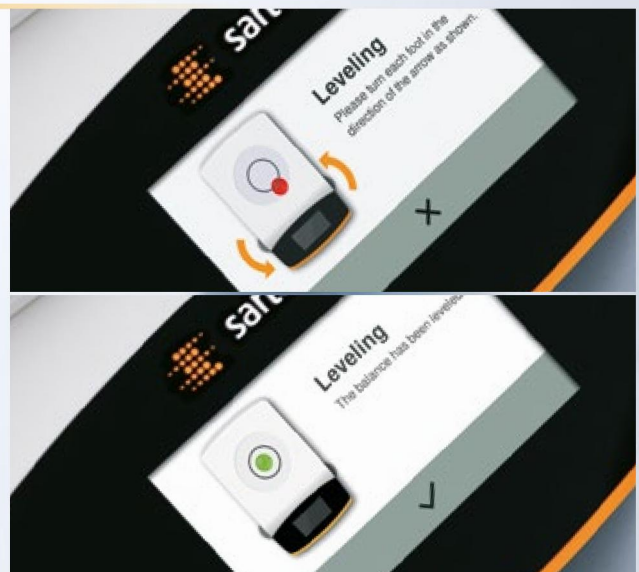 sart
Leveling
Please turn each foot in the
direction of the arrow as shown.
sart
Leveling
The balance has been leveled